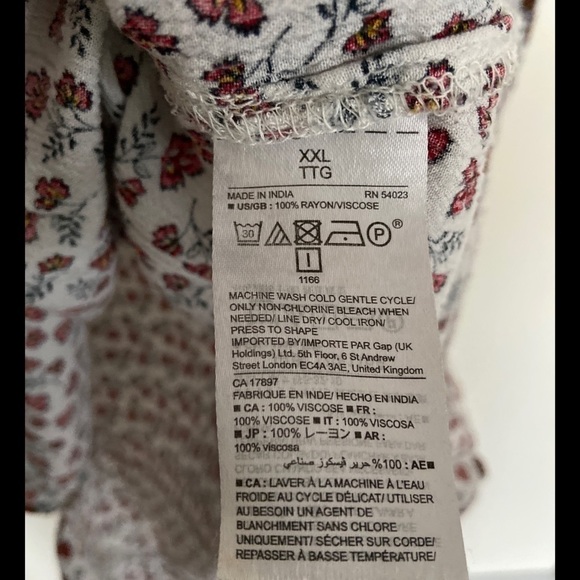 XXL
TTG
MADE IN INDIA RN 54023
■ US/GB : 100% RAYON/VISCOSE
30 P
1166
MACHINE WASH COLD GENTLE CYCLE/
ONLY NON-CHLORINE BLEACH WHEN
NEEDED/ LINE DRY/ COOL IRON/
PRESS TO SHAPE
IMPORTED BY/IMPORTE PAR Gap (UK
Holdings) Ltd. 5th Floor, 6 St Andrew
Street London EC4A 3AE, United Kingdom
CA 17897
FABRIQUE EN INDE/ HECHO EN INDIA
■ CA : 100% VISCOSE ■ FR :
100% VISCOSE ■ IT : 100% VISCOSA
■ JP : 100% レーヨン ■ AR :
100% viscosa
■ AE : 100% حرير فيسكوز صناعي
■ CA : LAVER À LA MACHINE À L'EAU
FROIDE AU CYCLE DÉLICAT/ UTILISER
AU BESOIN UN AGENT DE
BLANCHIMENT SANS CHLORE
UNIQUEMENT/ SÉCHER SUR CORDE/
REPASSER À BASSE TEMPÉRATURE/